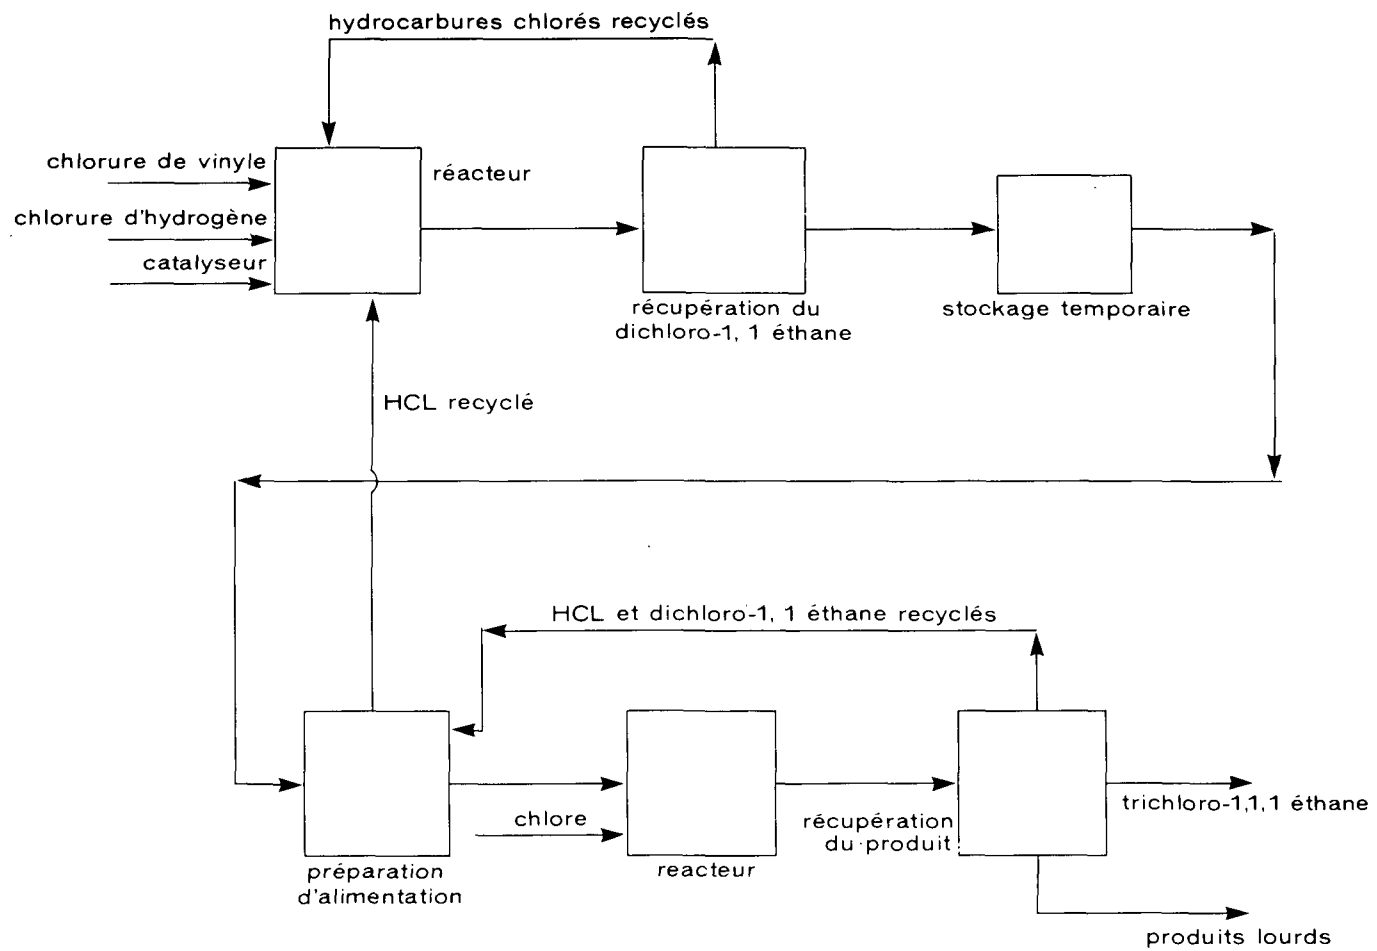 hydrocarbures chlorés recyclés
chlorure de vinyle
réacteur
chlorure d'hydrogène
catalyseur
récupération du
dichloro-1, 1 éthane
stockage temporaire
HCL recyclé
HCL et dichloro-1, 1 éthane recyclés
chlore
trichloro-1,1,1 éthane
récupération
du produit
préparation
d'alimentation
reacteur
produits lourds